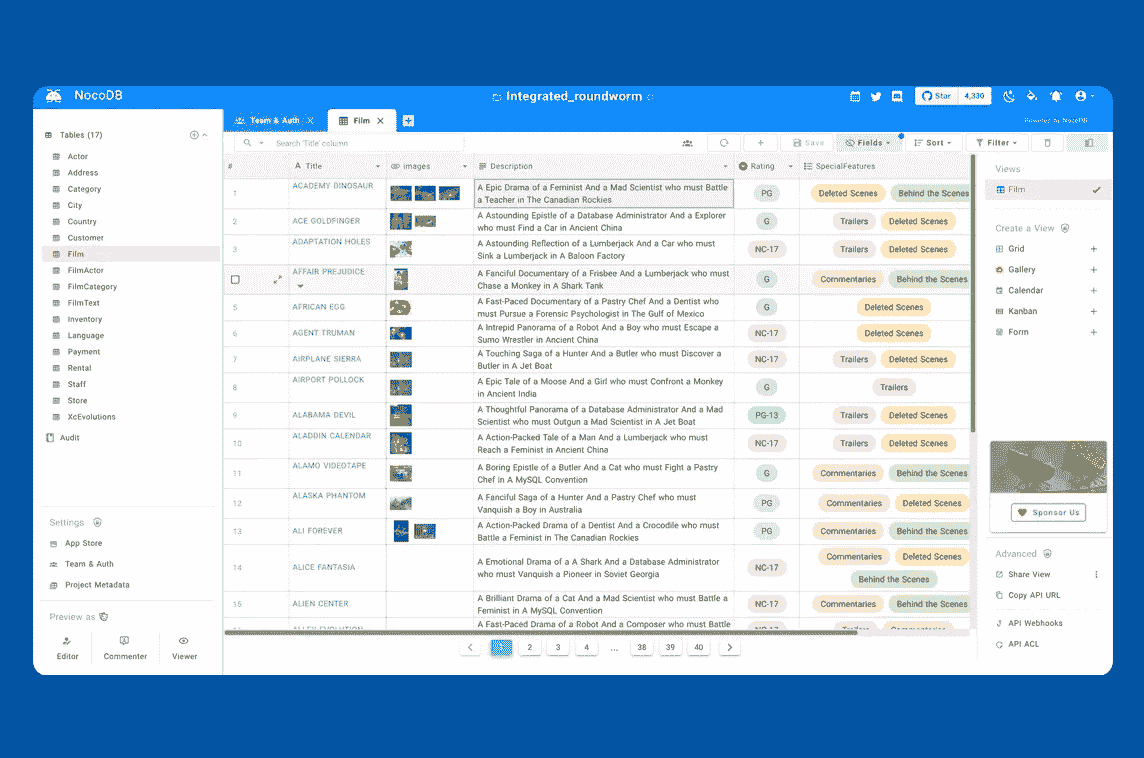 NocoDB
Integrated_roundworm
Star 4,330
Team & Auth
Film
Powered by NocoDB
Tables (17)
Actor
Address
Category
City
Country
Customer
Film
FilmActor
FilmCategory
FilmText
Inventory
Language
Payment
Rental
Staff
Store
XcEvolutions
Audit
Settings
App Store
Team & Auth
Project Metadata
Preview as
Editor
Commenter
Viewer
Search 'Title' column
Save
Fields
Sort
Filter
# Title images Description Rating SpecialFeatures
1 ACADEMY DINOSAUR A Epic Drama of a Feminist And a Mad Scientist who must Battle PG Deleted Scenes Behind the Scenes
a Teacher in The Canadian Rockies
2 ACE GOLDFINGER A Astounding Epistle of a Database Administrator And a Explorer G Trailers Deleted Scenes
who must Find a Car in Ancient China
3 ADAPTATION HOLES A Astounding Reflection of a Lumberjack And a Car who must NC-17 Trailers Deleted Scenes
Sink a Lumberjack in A Baloon Factory
AFFAIR PREJUDICE A Fanciful Documentary of a Frisbee And a Lumberjack who must G Commentaries Behind the Scenes
Chase a Monkey in A Shark Tank
5 AFRICAN EGG A Fast-Paced Documentary of a Pastry Chef And a Dentist who G Deleted Scenes
must Pursue a Forensic Psychologist in The Gulf of Mexico
6 AGENT TRUMAN A Intrepid Panorama of a Robot And a Boy who must Escape a NC-17 Deleted Scenes
Sumo Wrestler in Ancient China
7 AIRPLANE SIERRA A Touching Saga of a Hunter And a Butler who must Discover a NC-17 Trailers Deleted Scenes
Butler in A Jet Boat
8 AIRPORT POLLOCK A Epic Tale of a Moose And a Girl who must Confront a Monkey G Trailers
in Ancient India
9 ALABAMA DEVIL A Thoughtful Panorama of a Database Administrator And a Mad PG-13 Trailers Deleted Scenes
Scientist who must Outgun a Mad Scientist in A Jet Boat
10 ALADDIN CALENDAR A Action-Packed Tale of a Man And a Lumberjack who must NC-17 Trailers Deleted Scenes
Reach a Feminist in Ancient China
11 ALAMO VIDEOTAPE A Boring Epistle of a Butler And a Cat who must Fight a Pastry G Commentaries Behind the Scenes
Chef in A MySQL Convention
12 ALASKA PHANTOM A Fanciful Saga of a Hunter And a Pastry Chef who must PG Commentaries Deleted Scenes
Vanquish a Boy in Australia
13 ALI FOREVER A Action-Packed Drama of a Dentist And a Crocodile who must PG Commentaries Behind the Scenes
Battle a Feminist in The Canadian Rockies
14 ALICE FANTASIA A Emotional Drama of a A Shark And a Database Administrator NC-17 Commentaries Deleted Scenes
who must Vanquish a Pioneer in Soviet Georgia Behind the Scenes
15 ALIEN CENTER A Brilliant Drama of a Cat And a Mad Scientist who must Battle a NC-17 Commentaries Behind the Scenes
Feminist in A MySQL Convention
A Fast-Paced Drama of a Robot And a Composer who must Battle
1 2 3 4 ... 38 39 40
Views
Film
Create a View
Grid
Gallery
Calendar
Kanban
Form
Sponsor Us
Advanced
Share View
Copy API URL
API Webhooks
API ACL